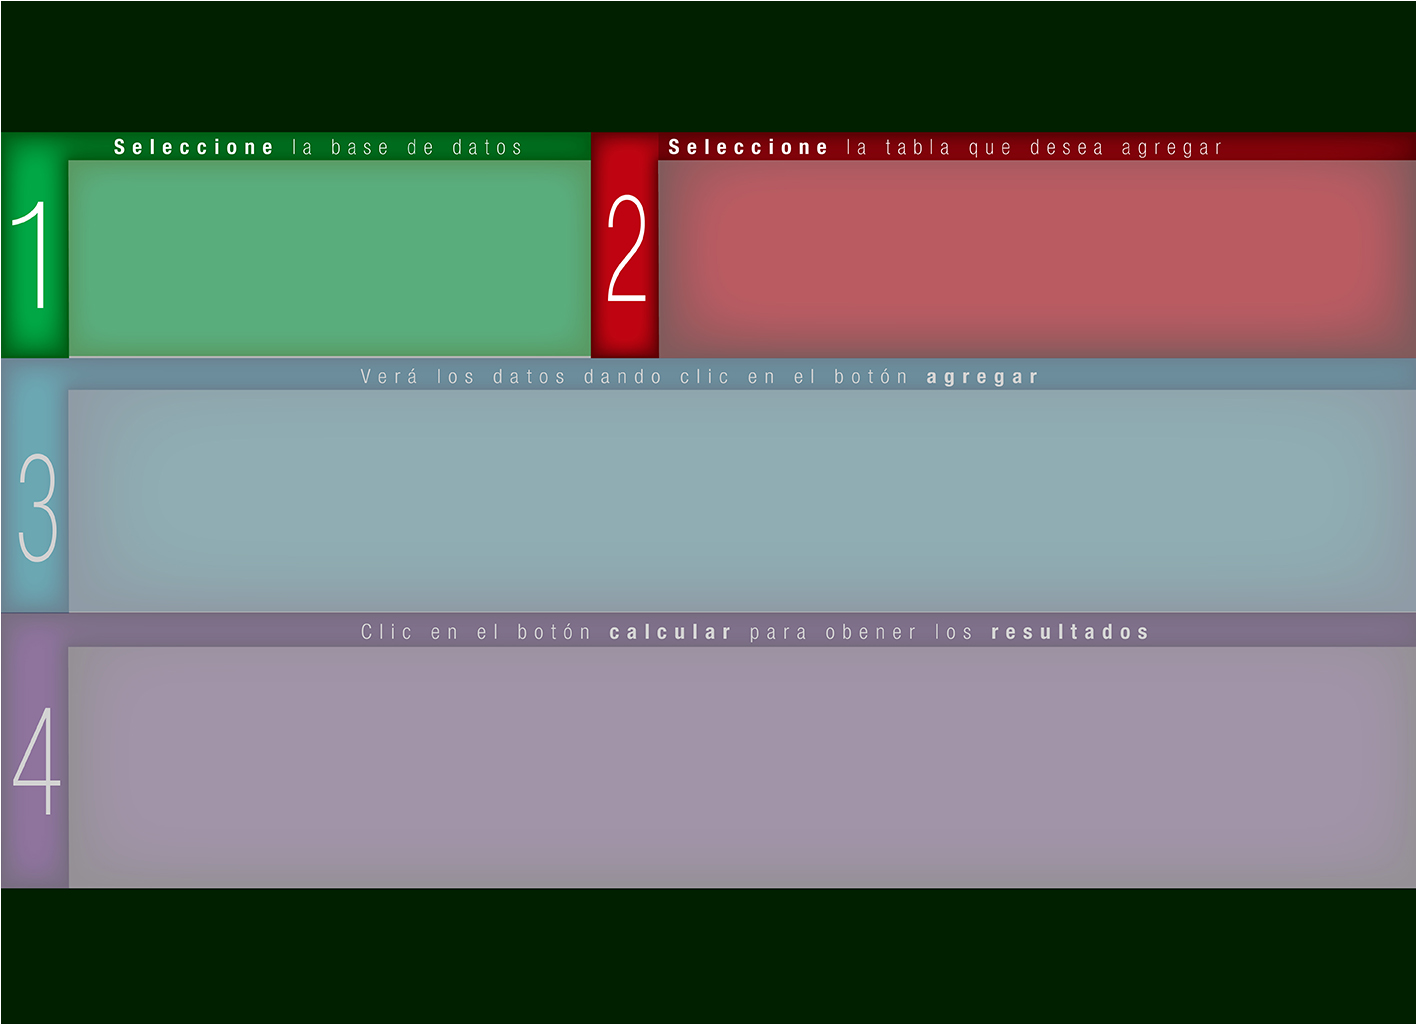 1
Seleccione la base de datos
2
Seleccione la tabla que desea agregar
3
Verá los datos dando clic en el botón agregar
4
Clic en el botón calcular para obener los resultados